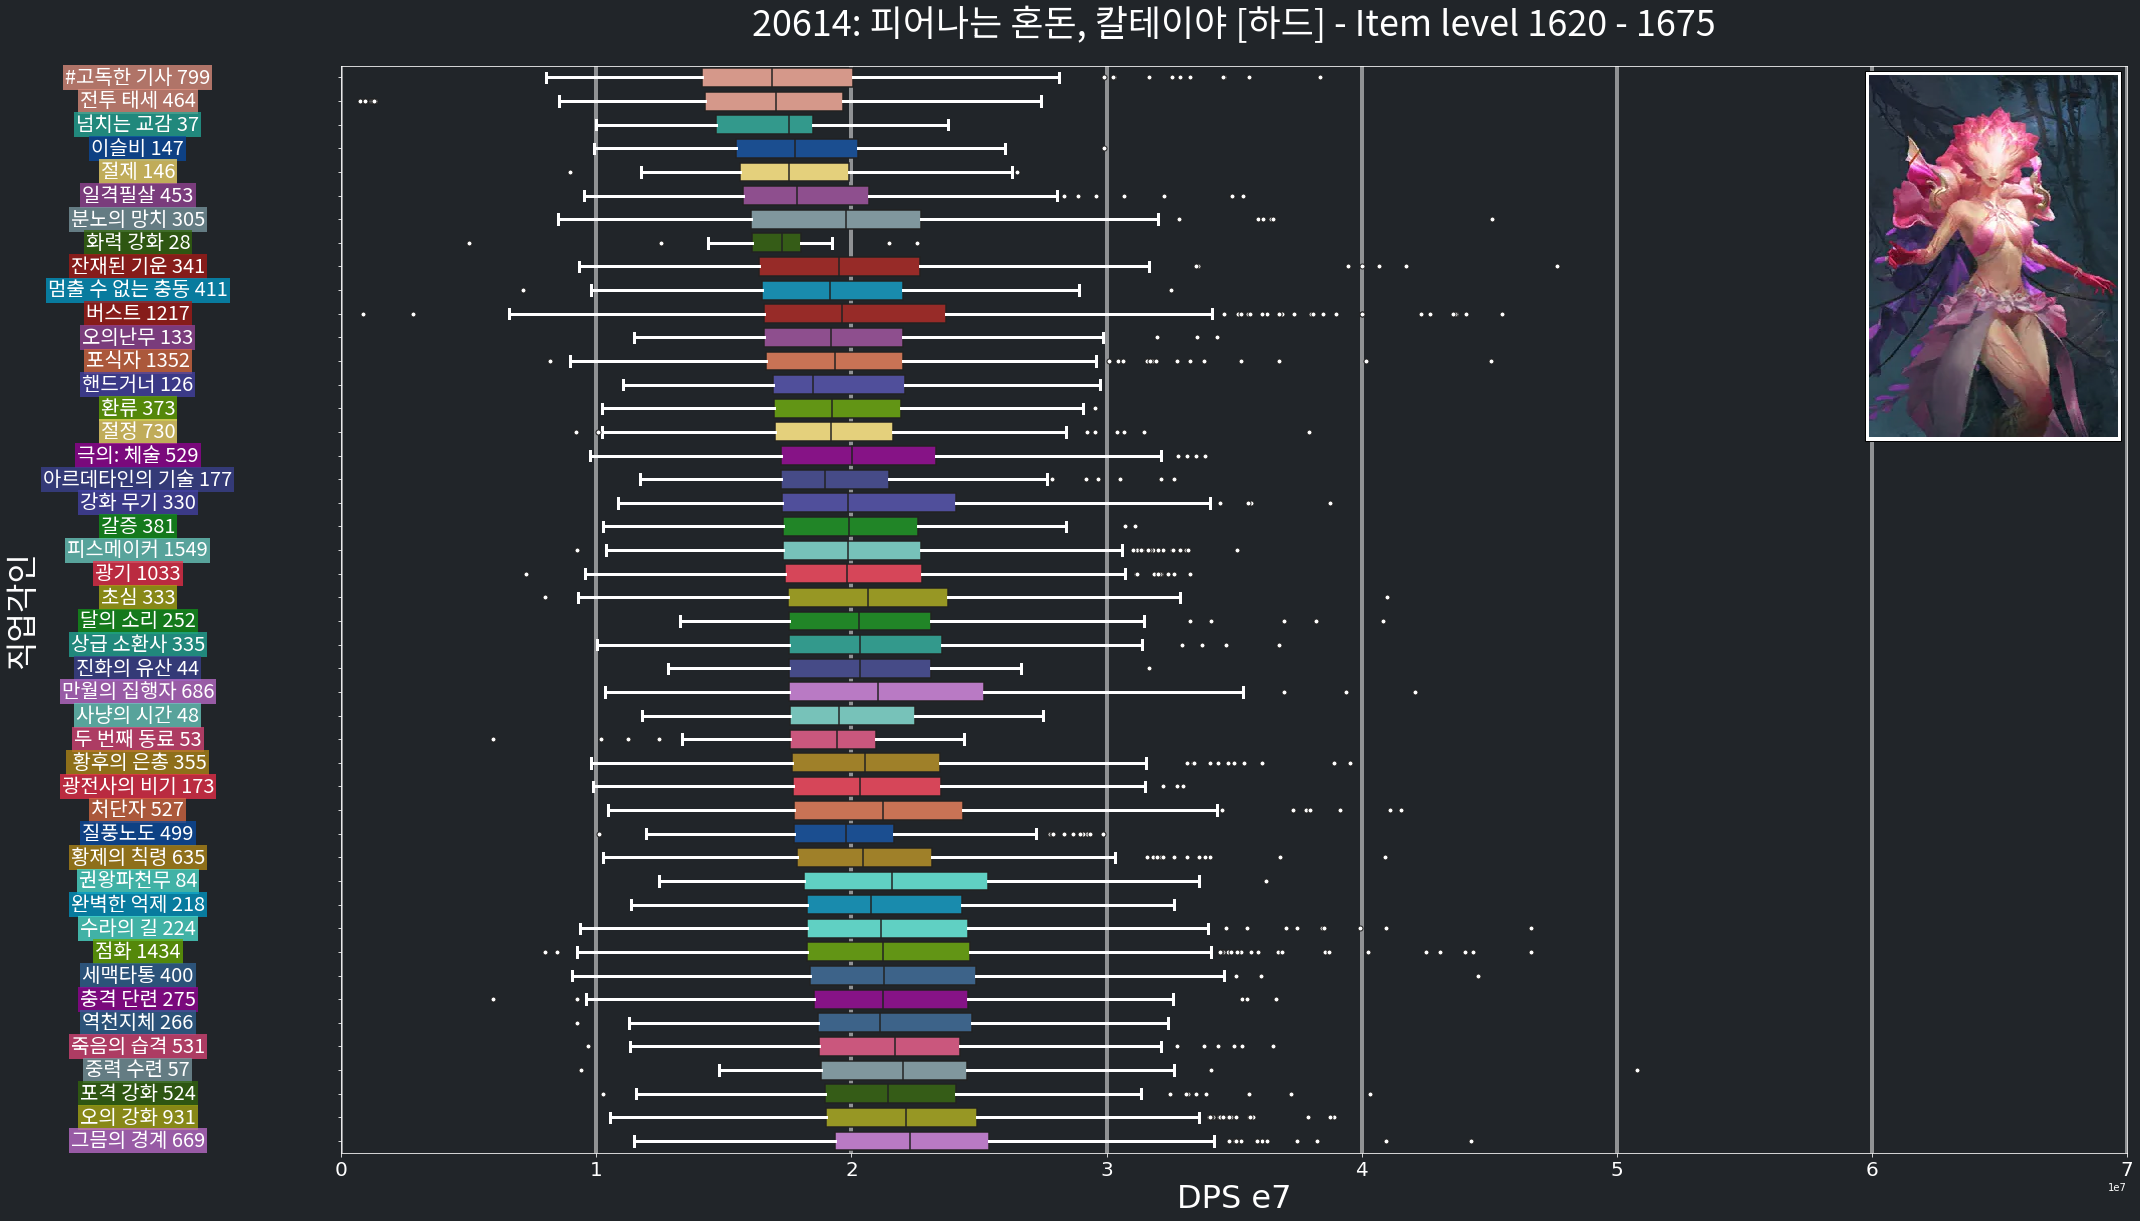 20614: 피어나는 혼돈, 칼테이야 [하드] - Item level 1620 - 1675
#고독한 기사 799
전투 태세 464
넘치는 교감 37
이슬비 147
절제 146
일격필살 453
분노의 망치 305
화력 강화 28
잔재된 기운 341
멈출 수 없는 충동 411
버스트 1217
오의난무 133
포식자 1352
핸드거너 126
환류 373
절정 730
극의: 체술 529
아르데타인의 기술 177
강화 무기 330
갈증 381
피스메이커 1549
광기 1033
초심 333
달의 소리 252
상급 소환사 335
진화의 유산 44
만월의 집행자 686
사냥의 시간 48
두 번째 동료 53
황후의 은총 355
광전사의 비기 173
처단자 527
질풍노도 499
황제의 칙령 635
권왕파천무 84
완벽한 억제 218
수라의 길 224
점화 1434
세맥타통 400
충격 단련 275
역천지체 266
죽음의 습격 531
중력 수련 57
포격 강화 524
오의 강화 931
그믐의 경계 669
직업각인
0 1 2 3 4 5 6 7
1e7
DPS e7